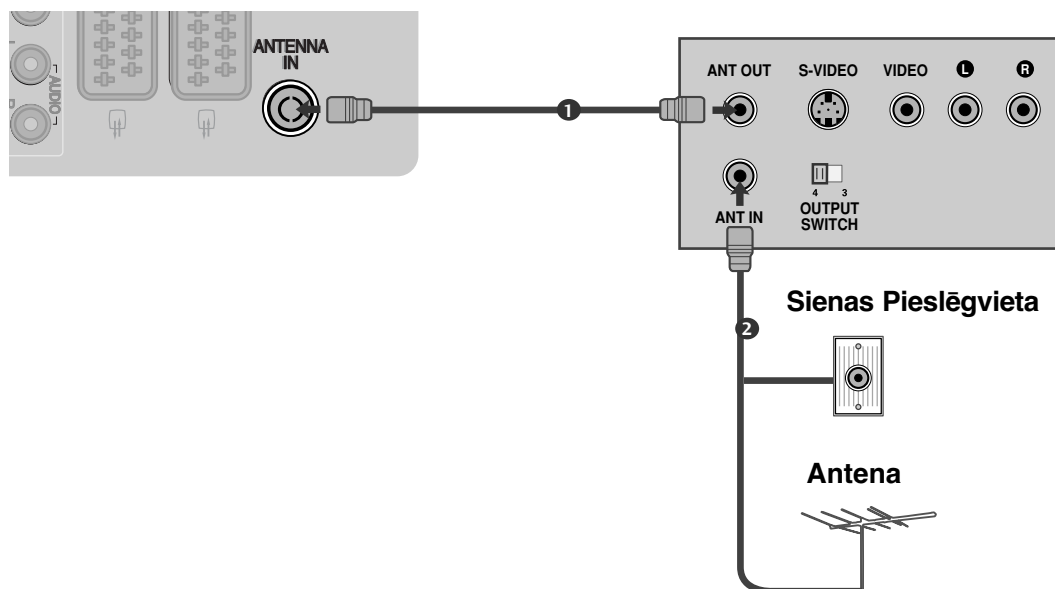 ANTENNA
IN
AUDIO
1
ANT OUT S-VIDEO VIDEO L R
4 3
ANT IN
OUTPUT
SWITCH
2
Sienas Pieslēgvieta
Antena